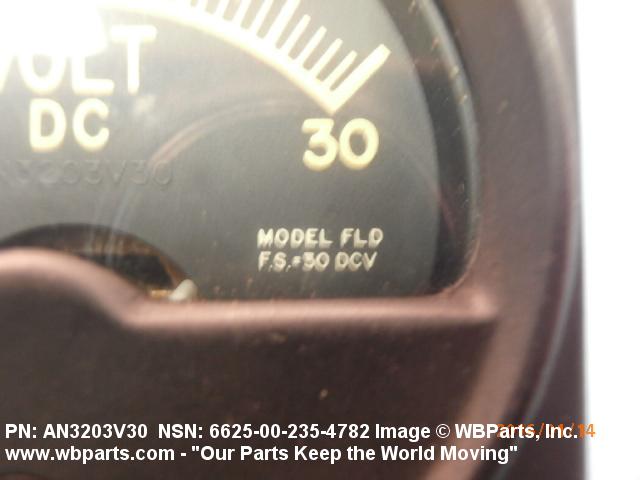 VOLT
DC
30
AN3203V30
MODEL FLD
F.S.=30 DCV
PN: AN3203V30 NSN: 6625-00-235-4782 Image © WBParts, Inc.
www.wbparts.com - "Our Parts Keep the World Moving"